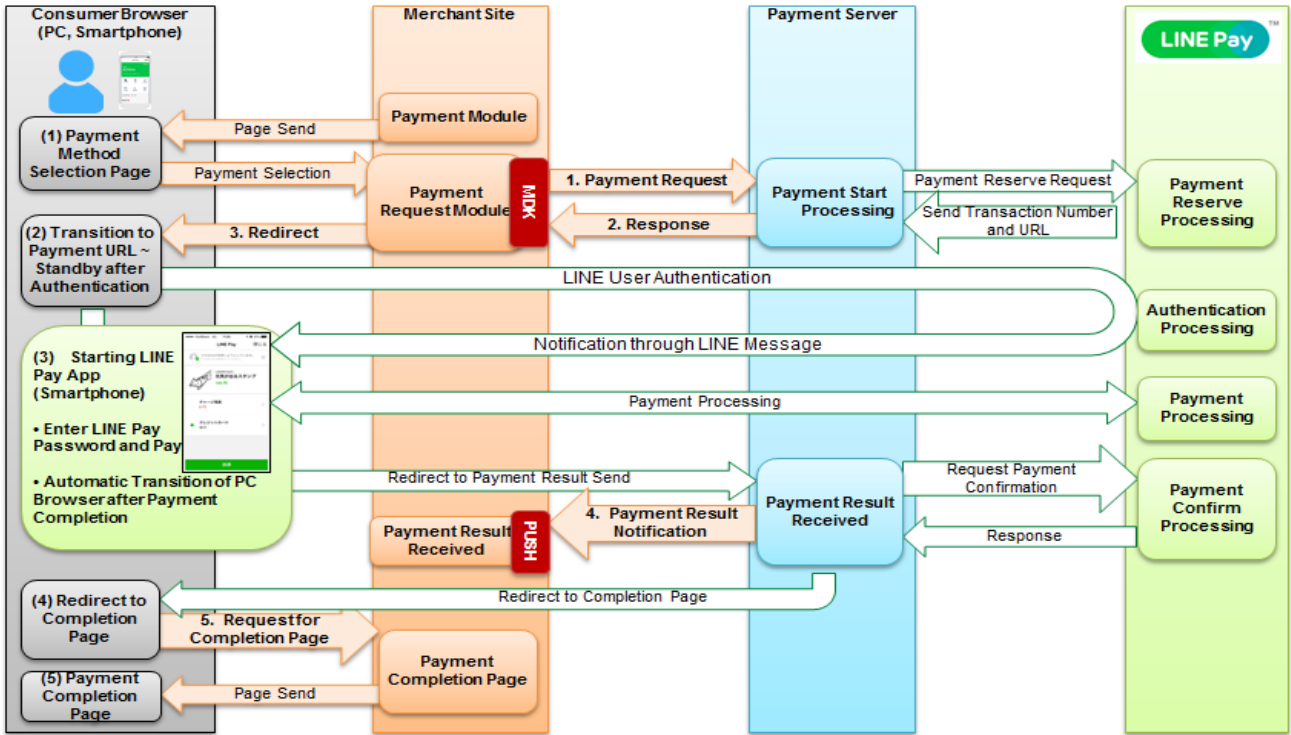 Consumer Browser
(PC, Smartphone)
Merchant Site
Payment Server
LINE Pay
TM
(1) Payment
Method
Selection Page
Page Send
Payment Module
Payment Selection
Payment
Request Module
MDK
1. Payment Request
2. Response
Payment Start
Processing
Payment Reserve Request
Send Transaction Number
and URL
Payment
Reserve
Processing
3. Redirect
(2) Transition to
Payment URL ~
Standby after
Authentication
LINE User Authentication
Authentication
Processing
Notification through LINE Message
(3) Starting LINE
Pay App
(Smartphone)
• Enter LINE Pay
Password and Pay
• Automatic Transition of PC
Browser after Payment
Completion
LINE Pay
Payment Processing
Payment
Processing
Redirect to Payment Result Send
Payment Result
Received
Request Payment
Confirmation
Payment
Confirm
Processing
Response
4. Payment Result
Notification
Payment Result
Received
PUSH
Redirect to Completion Page
(4) Redirect to
Completion
Page
5. Request for
Completion Page
Payment
Completion Page
Page Send
(5) Payment
Completion
Page